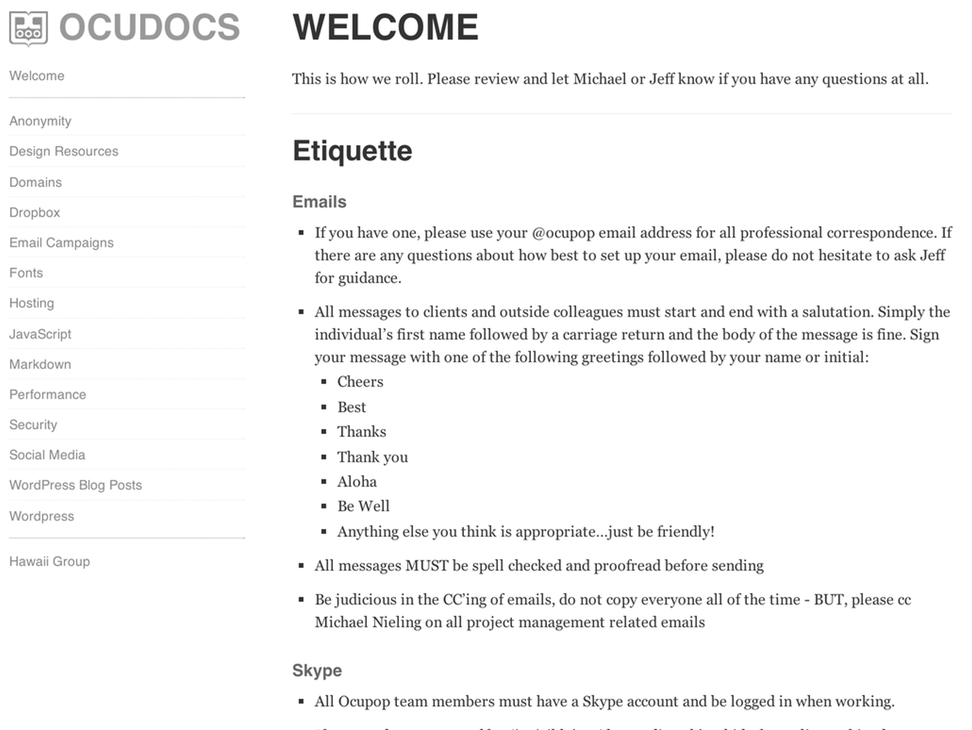 OCUDOCS
Welcome
Anonymity
Design Resources
Domains
Dropbox
Email Campaigns
Fonts
Hosting
JavaScript
Markdown
Performance
Security
Social Media
WordPress Blog Posts
Wordpress
Hawaii Group
WELCOME
This is how we roll. Please review and let Michael or Jeff know if you have any questions at all.
Etiquette
Emails
If you have one, please use your @ocupop email address for all professional correspondence. If
there are any questions about how best to set up your email, please do not hesitate to ask Jeff
for guidance.
All messages to clients and outside colleagues must start and end with a salutation. Simply the
individual’s first name followed by a carriage return and the body of the message is fine. Sign
your message with one of the following greetings followed by your name or initial:
Cheers
Best
Thanks
Thank you
Aloha
Be Well
Anything else you think is appropriate…just be friendly!
All messages MUST be spell checked and proofread before sending
Be judicious in the CC’ing of emails, do not copy everyone all of the time - BUT, please cc
Michael Nieling on all project management related emails
Skype
All Ocupop team members must have a Skype account and be logged in when working.